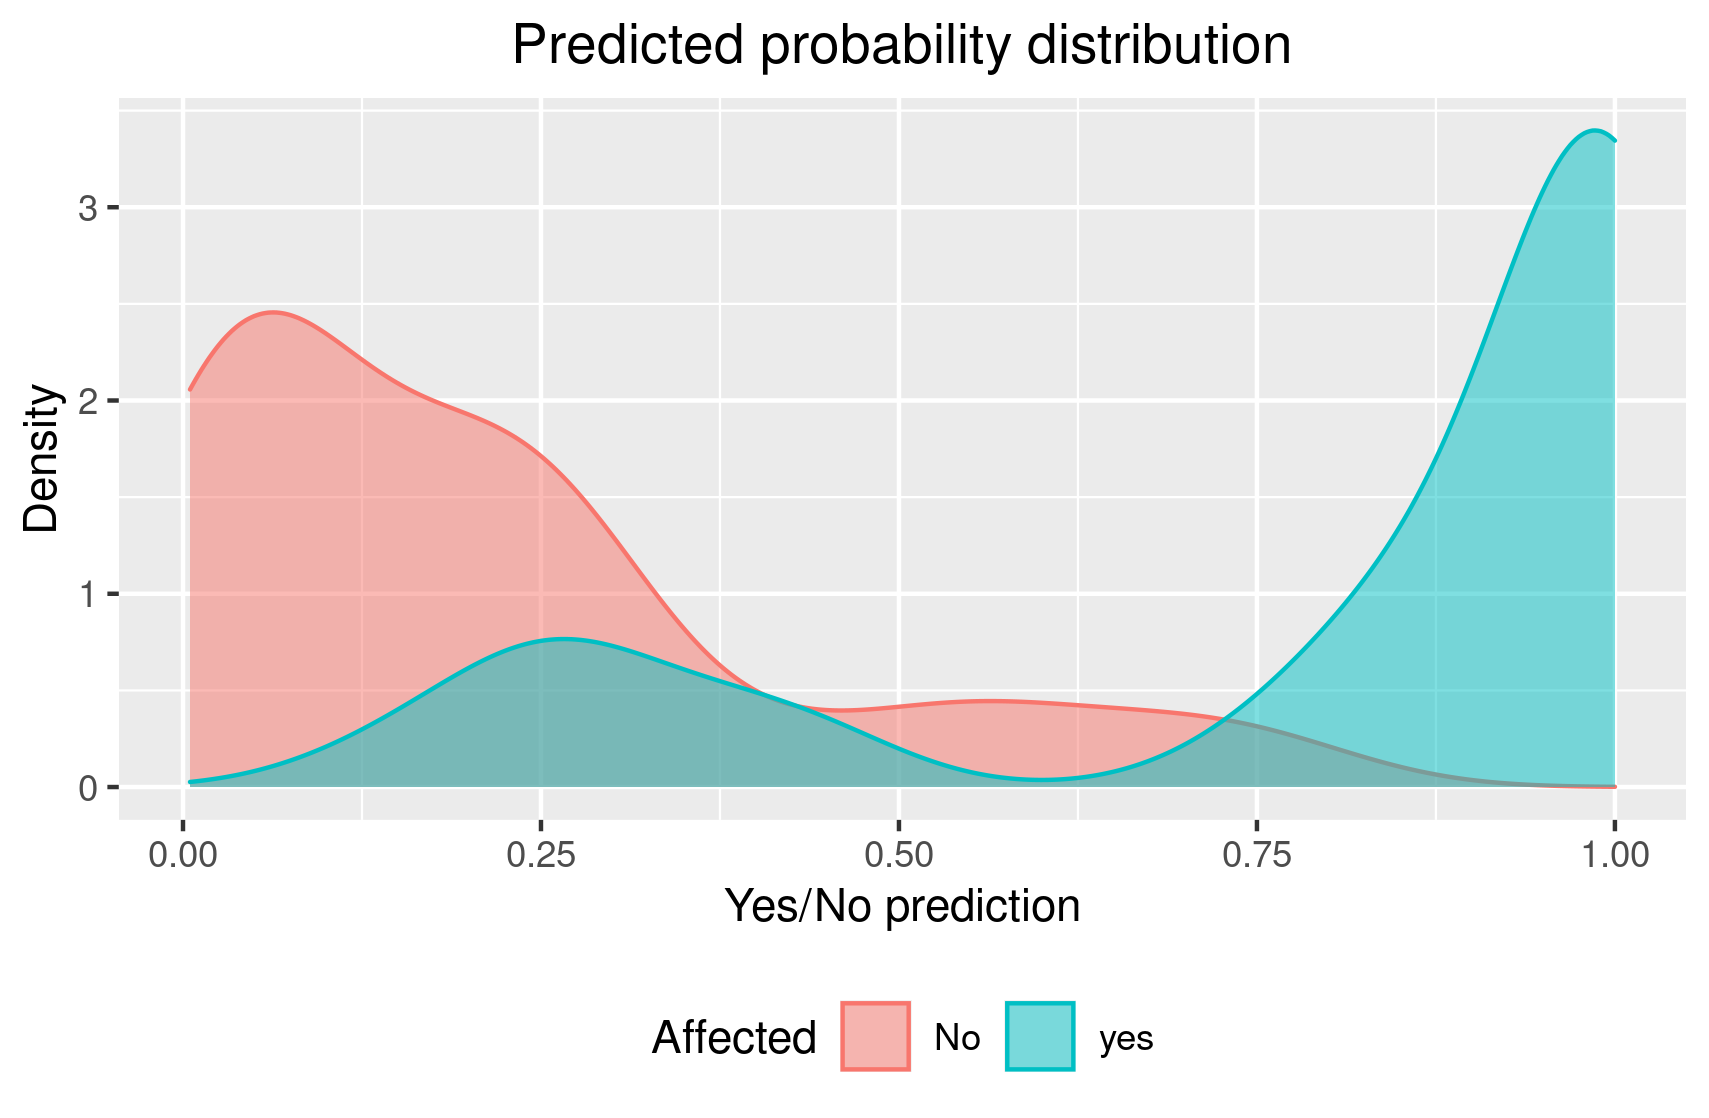 Predicted probability distribution
Density
3
2
1
0
0.00 0.25 0.50 0.75 1.00
Yes/No prediction
Affected No yes